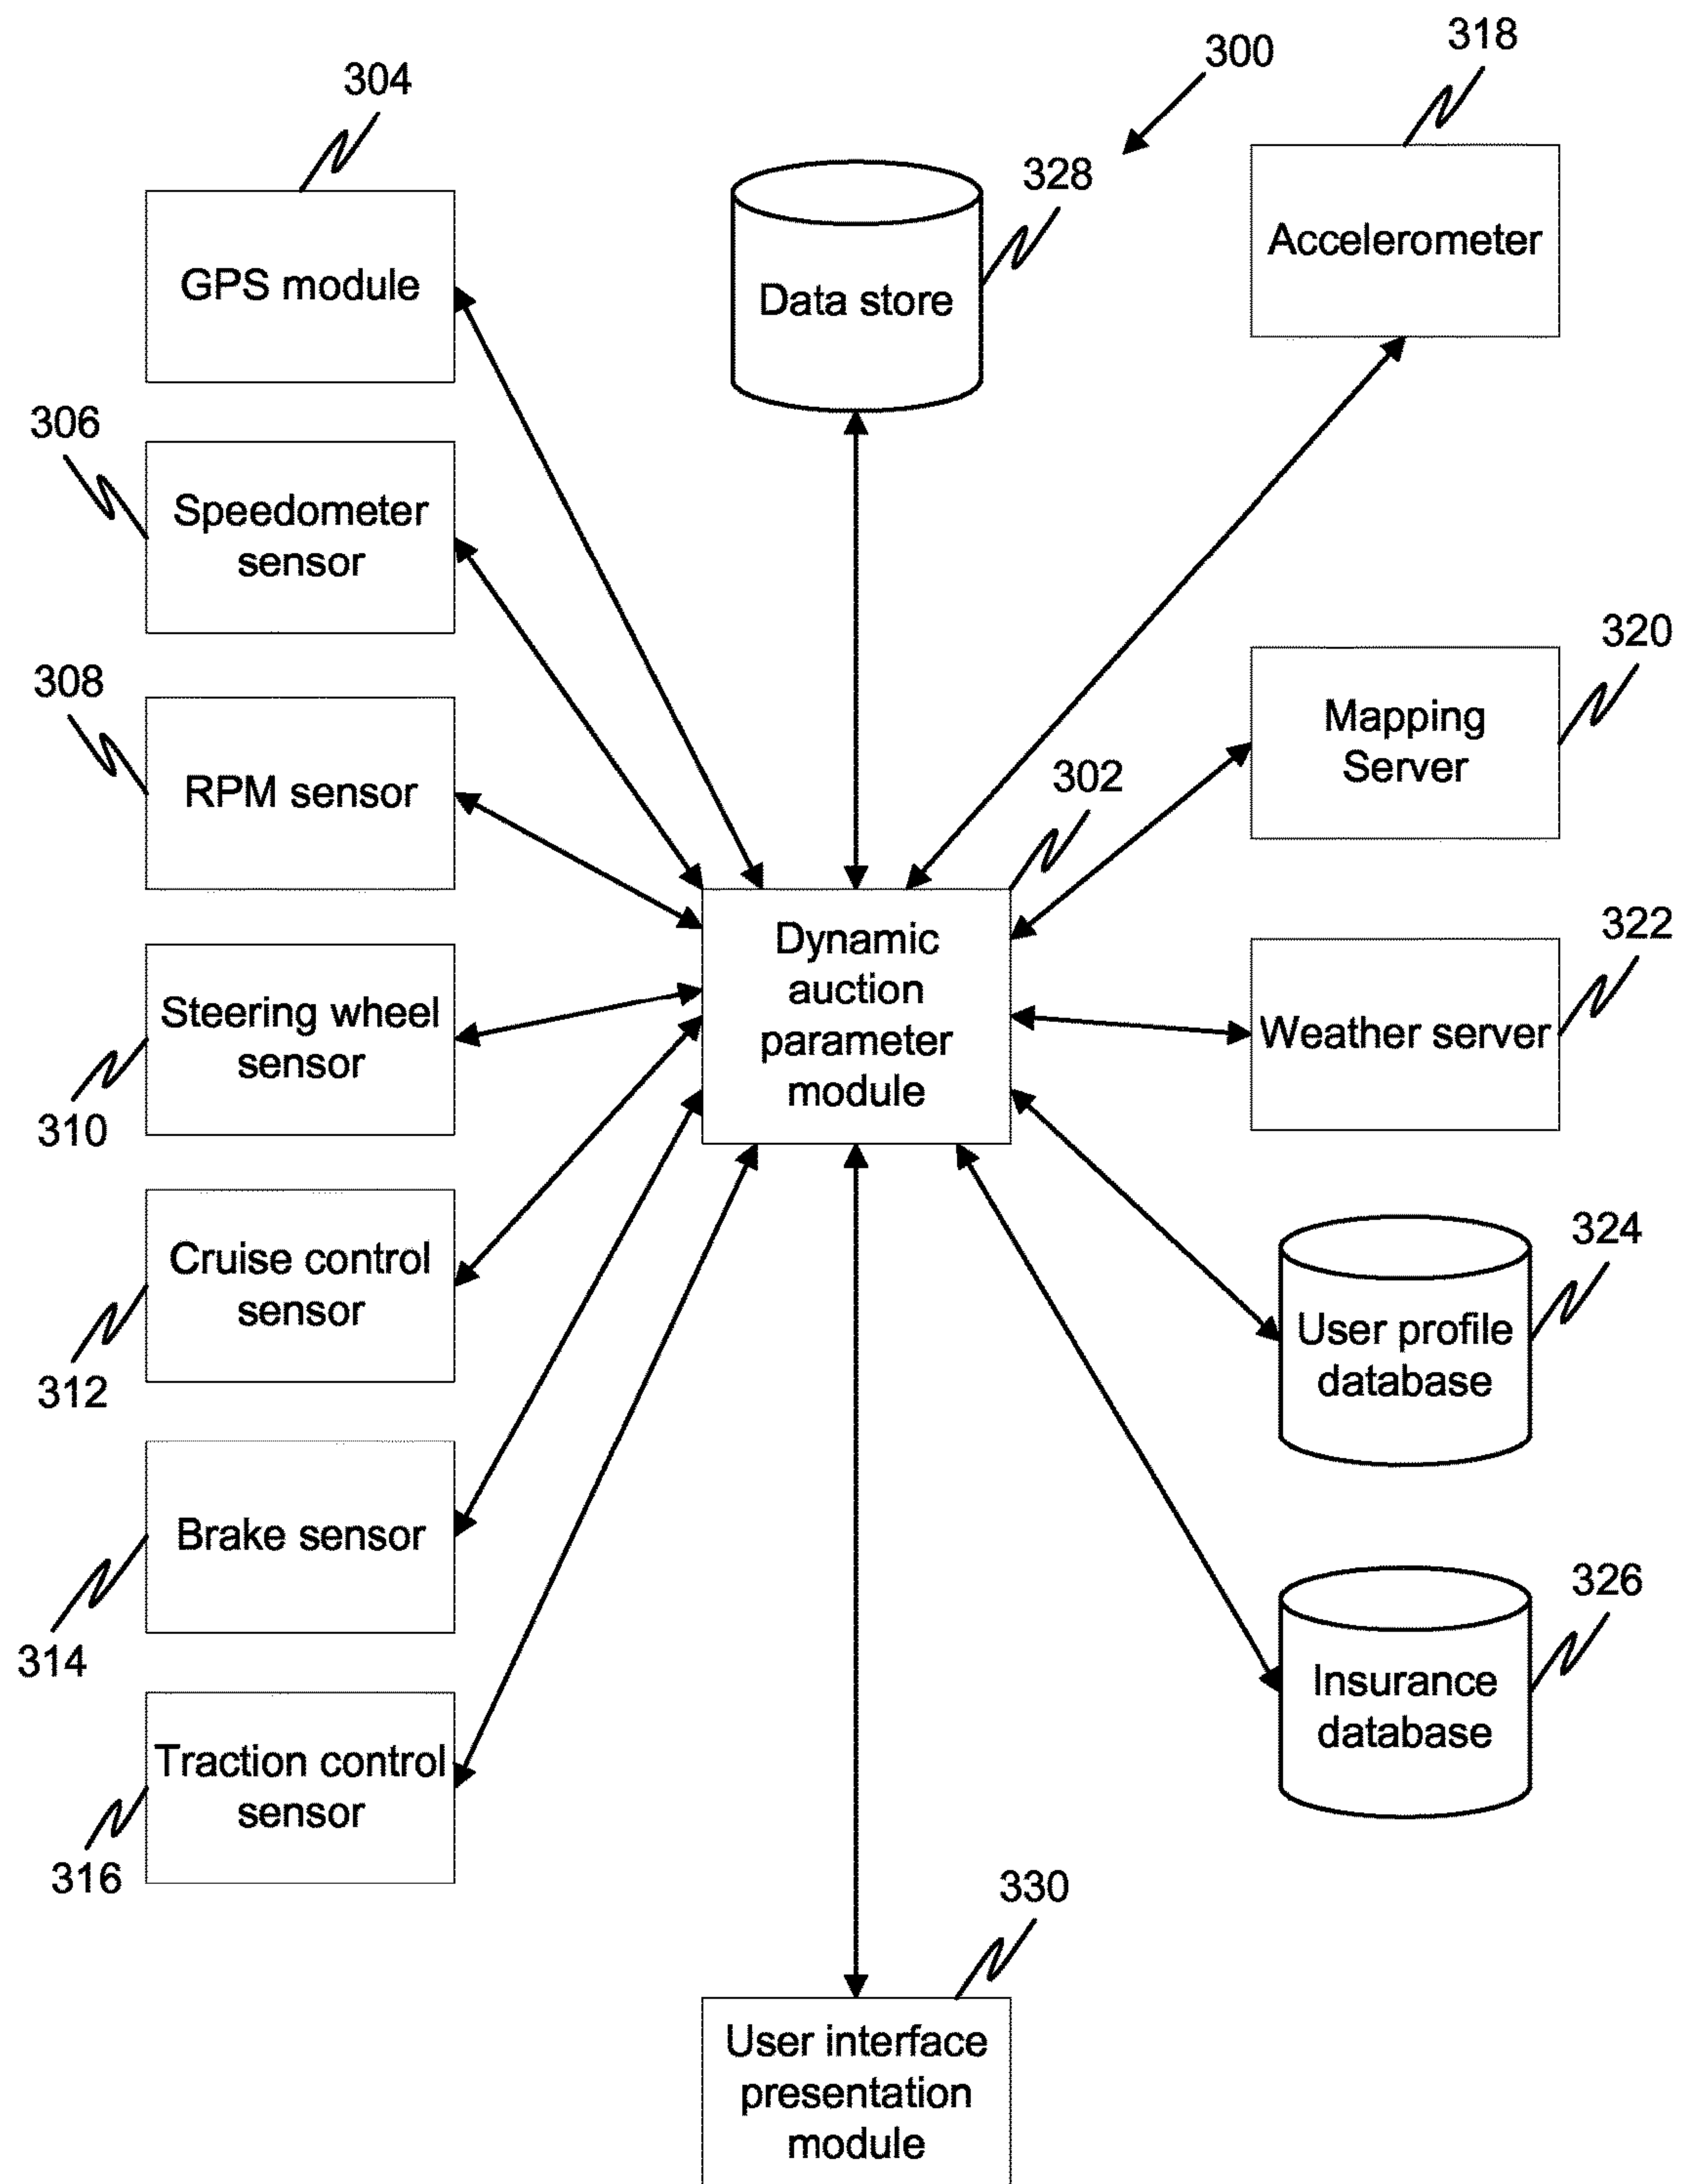 300
318
304
328
GPS module
Data store
Accelerometer
306
Speedometer
sensor
320
Mapping
Server
308
RPM sensor
302
Dynamic
auction
parameter
module
322
Weather server
Steering wheel
sensor
310
Cruise control
sensor
312
324
User profile
database
Brake sensor
314
326
Insurance
database
Traction control
sensor
316
330
User interface
presentation
module